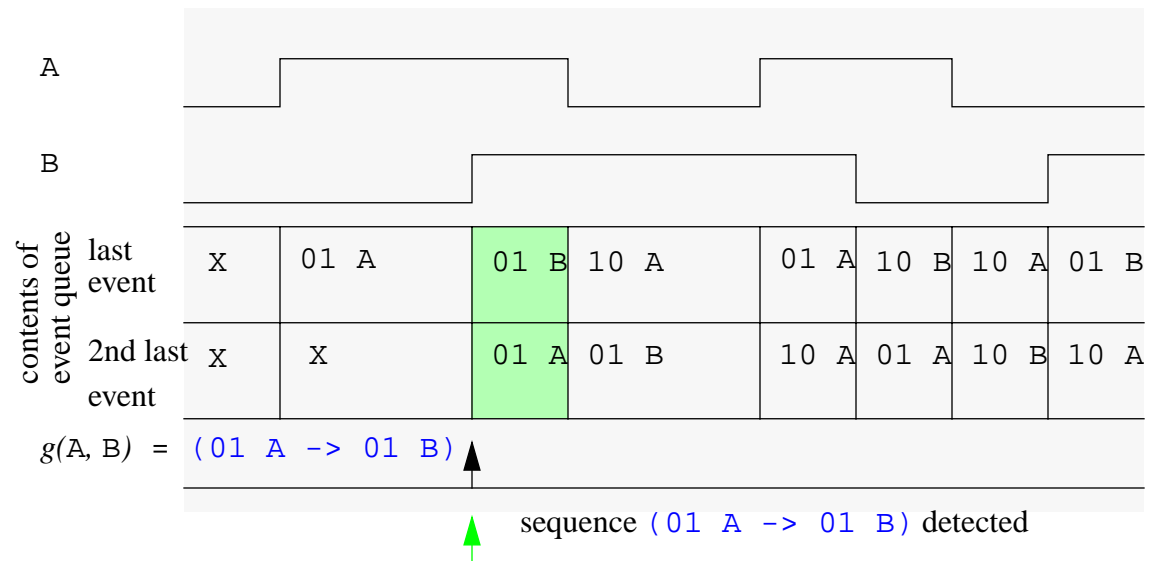 A
B
contents of
event queue
last
event
X 01 A 01 B 10 A 01 A 10 B 10 A 01 B
2nd last
event
X X 01 A 01 B 10 A 01 A 10 B 10 A
g(A, B) = (01 A -> 01 B)
sequence (01 A -> 01 B) detected